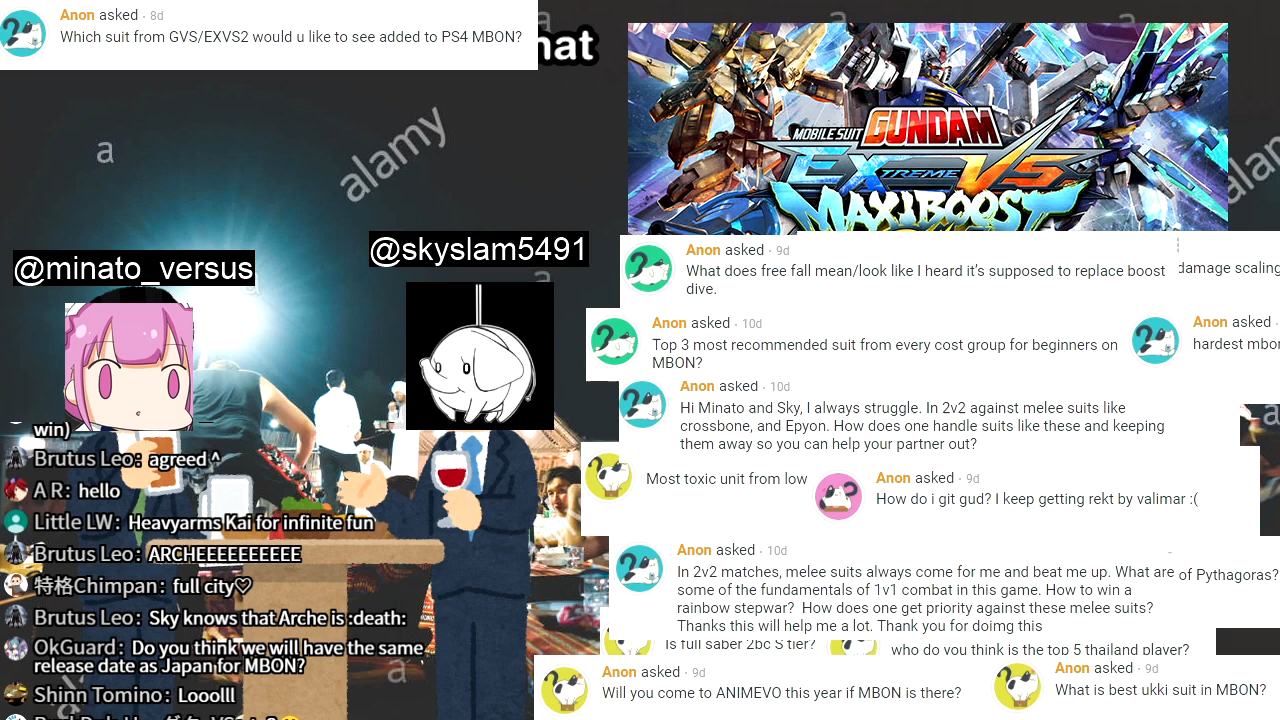 Anon asked · 8d
Which suit from GVS/EXVS2 would u like to see added to PS4 MBON?
hat
a
a
a
a
alamy
alamy
MOBILE SUIT GUNDAM
EXTREME VS
MAXIBOOST
@minato_versus
@skyslam5491
a
Anon asked · 9d
What does free fall mean/look like I heard it's supposed to replace boost
dive.
damage scaling
Anon asked · 10d
Top 3 most recommended suit from every cost group for beginners on
MBON?
Anon asked ·
hardest mbon
Anon asked · 10d
Hi Minato and Sky, I always struggle. In 2v2 against melee suits like
crossbone, and Epyon. How does one handle suits like these and keeping
them away so you can help your partner out?
Most toxic unit from low
Anon asked · 9d
How do i git gud? I keep getting rekt by valimar :(
Anon asked · 10d
In 2v2 matches, melee suits always come for me and beat me up. What are
some of the fundamentals of 1v1 combat in this game. How to win a
rainbow stepwar? How does one get priority against these melee suits?
Thanks this will help me a lot. Thank you for doimg this
of Pythagoras?
Is full saber 2bc S tier?
who do you think is the top 5 thailand player?
Anon asked · 9d
Will you come to ANIMEVO this year if MBON is there?
Anon asked · 9d
What is best ukki suit in MBON?
win)
Brutus Leo: agreed ^
A R: hello
Little LW: Heavyarms Kai for infinite fun
Brutus Leo: ARCHEEEEEEEEEE
特格Chimpan: full city♡
Brutus Leo: Sky knows that Arche is :death:
OkGuard: Do you think we will have the same
release date as Japan for MBON?
Shinn Tomino: Looolll
a
a